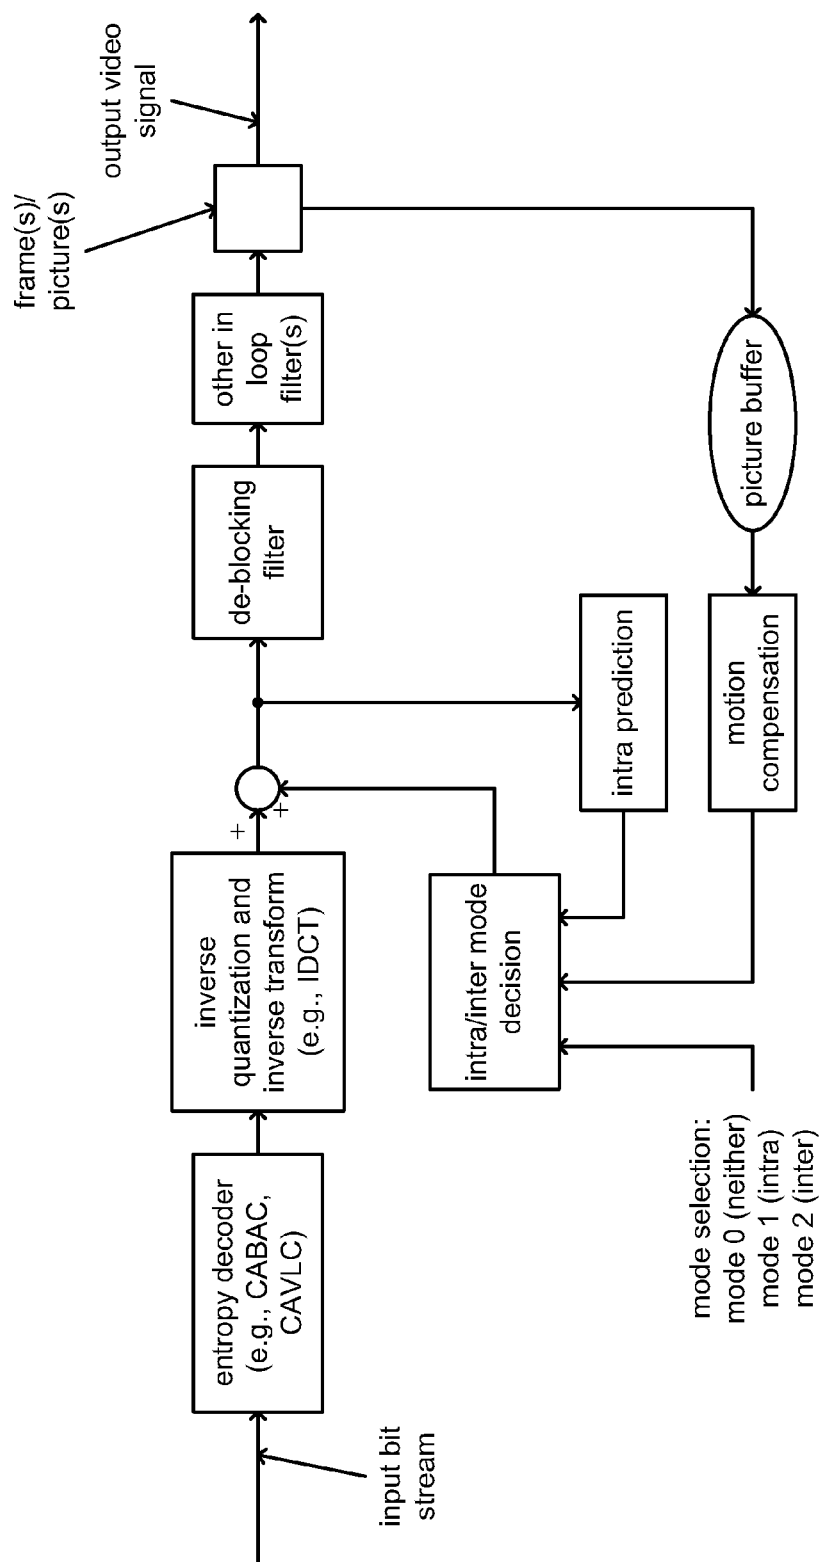 input bit
stream
entropy decoder
(e.g., CABAC,
CAVLC)
inverse
quantization and
inverse transform
(e.g., IDCT)
+
+
de-blocking
filter
other in
loop
filter(s)
frame(s)/
picture(s)
output video
signal
intra/inter mode
decision
intra prediction
motion
compensation
picture buffer
mode selection:
mode 0 (neither)
mode 1 (intra)
mode 2 (inter)